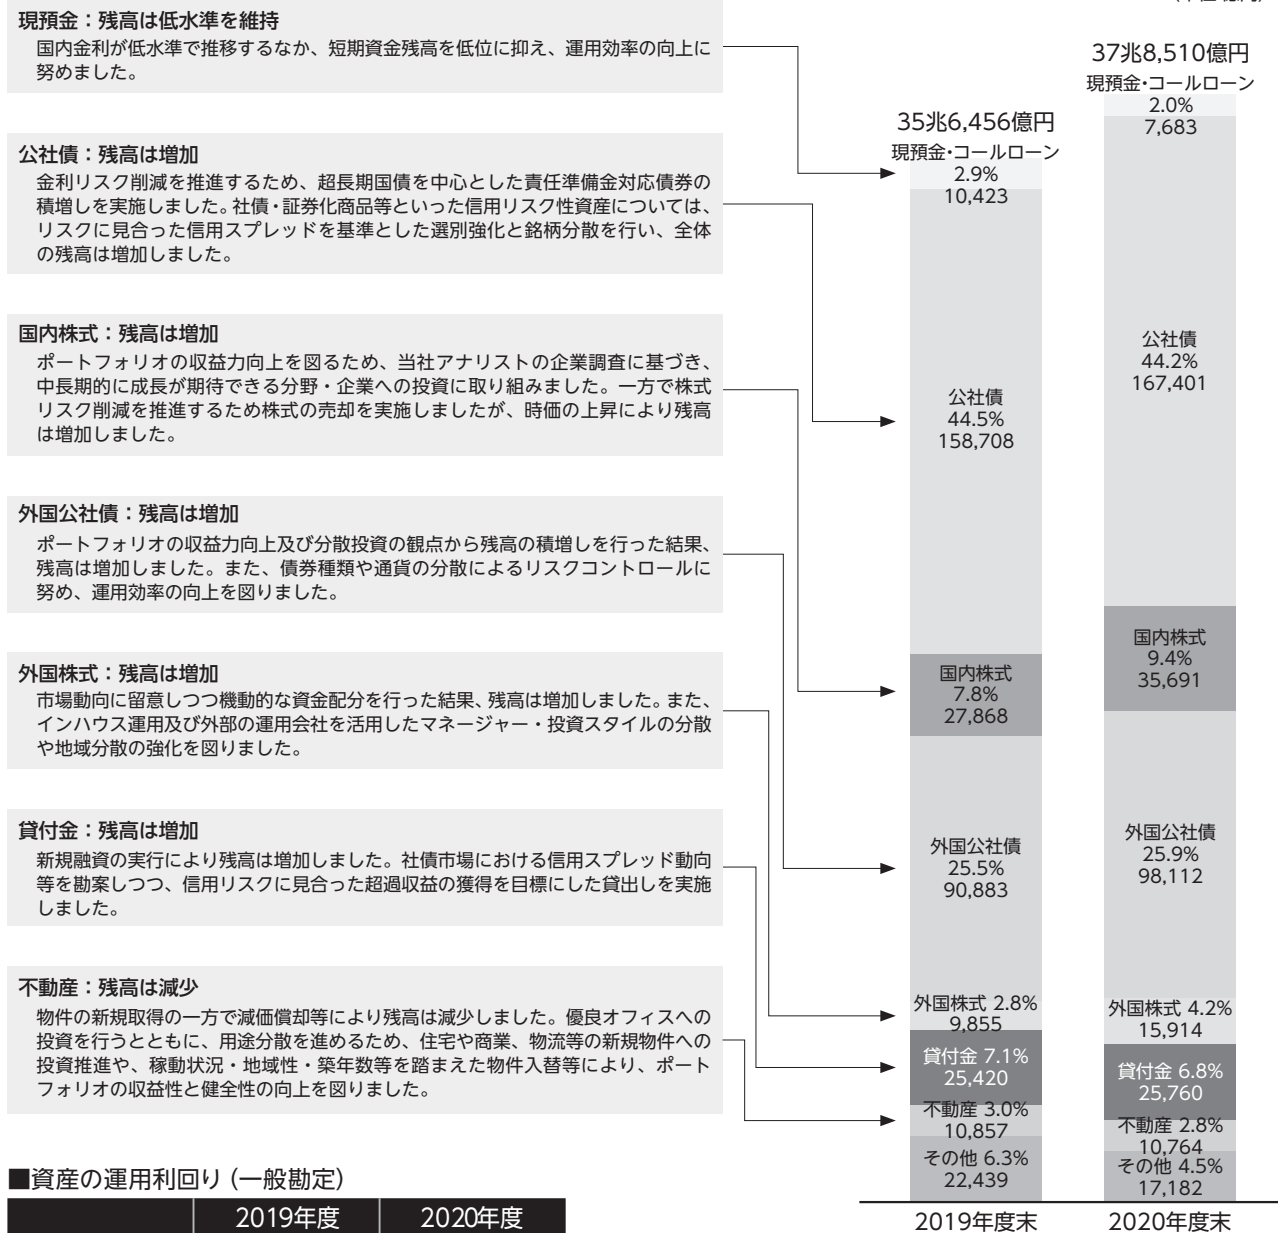 現預金：残高は低水準を維持
国内金利が低水準で推移するなか、短期資金残高を低位に抑え、運用効率の向上に
努めました。
公社債：残高は増加
金利リスク削減を推進するため、超長期国債を中心とした責任準備金対応債券の
積増しを実施しました。社債・証券化商品等といった信用リスク性資産については、
リスクに見合った信用スプレッドを基準とした選別強化と銘柄分散を行い、全体
の残高は増加しました。
国内株式：残高は増加
ポートフォリオの収益力向上を図るため、当社アナリストの企業調査に基づき、
中長期的に成長が期待できる分野・企業への投資に取り組みました。一方で株式
リスク削減を推進するため株式の売却を実施しましたが、時価の上昇により残高
は増加しました。
外国公社債：残高は増加
ポートフォリオの収益力向上及び分散投資の観点から残高の積増しを行った結果、
残高は増加しました。また、債券種類や通貨の分散によるリスクコントロールに
努め、運用効率の向上を図りました。
外国株式：残高は増加
市場動向に留意しつつ機動的な資金配分を行った結果、残高は増加しました。また、
インハウス運用及び外部の運用会社を活用したマネージャー・投資スタイルの分散
や地域分散の強化を図りました。
貸付金：残高は増加
新規融資の実行により残高は増加しました。社債市場における信用スプレッド動向
等を勘案しつつ、信用リスクに見合った超過収益の獲得を目標にした貸出しを実施
しました。
不動産：残高は減少
物件の新規取得の一方で減価償却等により残高は減少しました。優良オフィスへの
投資を行うとともに、用途分散を進めるため、住宅や商業、物流等の新規物件への
投資推進や、稼動状況・地域性・築年数等を踏まえた物件入替等により、ポート
フォリオの収益性と健全性の向上を図りました。
35兆6,456億円
現預金・コールローン
2.9%
10,423
公社債
44.5%
158,708
国内株式
7.8%
27,868
外国公社債
25.5%
90,883
外国株式 2.8%
9,855
貸付金 7.1%
25,420
不動産 3.0%
10,857
その他 6.3%
22,439
2019年度末
37兆8,510億円
現預金・コールローン
2.0%
7,683
公社債
44.2%
167,401
国内株式
9.4%
35,691
外国公社債
25.9%
98,112
外国株式 4.2%
15,914
貸付金 6.8%
25,760
不動産 2.8%
10,764
その他 4.5%
17,182
2020年度末
■資産の運用利回り（一般勘定）
2019年度 2020年度